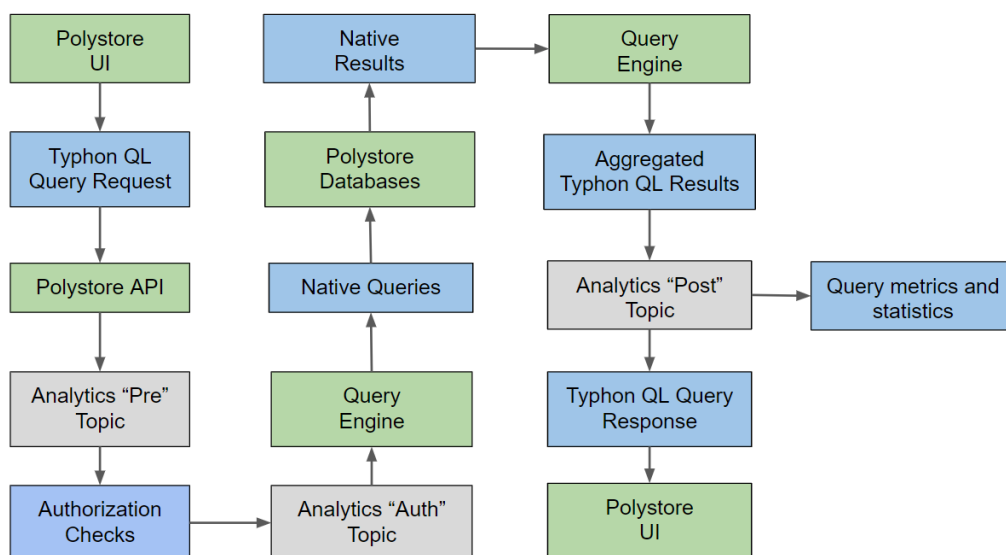 Polystore
UI
Typhon QL
Query Request
Polystore API
Analytics “Pre”
Topic
Authorization
Checks
Analytics “Auth”
Topic
Query
Engine
Native Queries
Polystore
Databases
Native
Results
Query
Engine
Aggregated
Typhon QL Results
Analytics “Post”
Topic
Query metrics and
statistics
Typhon QL Query
Response
Polystore
UI